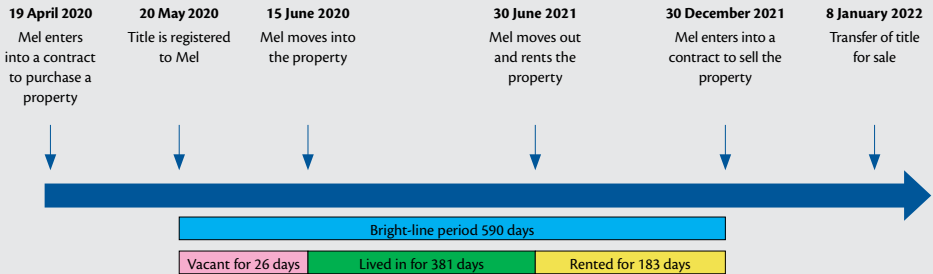 19 April 2020
Mel enters
into a contract
to purchase a
property
20 May 2020
Title is registered
to Mel
15 June 2020
Mel moves into
the property
30 June 2021
Mel moves out
and rents the
property
30 December 2021
Mel enters into a
contract to sell the
property
8 January 2022
Transfer of title
for sale
Bright-line period 590 days
Vacant for 26 days
Lived in for 381 days
Rented for 183 days